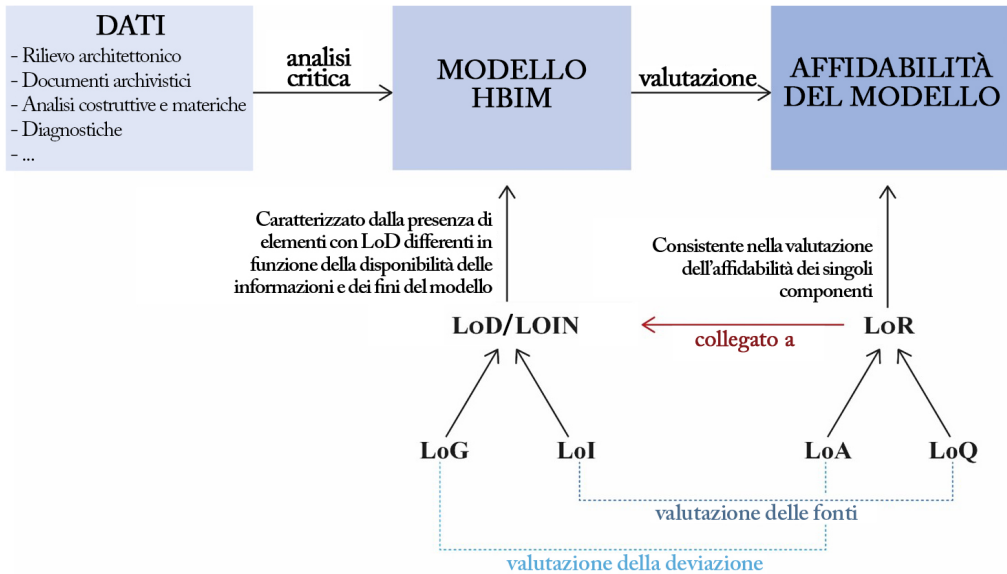 DATI
- Rilievo architettonico
- Documenti archivistici
- Analisi costruttive e materiche
- Diagnostiche
- ...
analisi
critica
MODELLO
HBIM
valutazione
AFFIDABILITÀ
DEL MODELLO
Caratterizzato dalla presenza di
elementi con LoD differenti in
funzione della disponibilità delle
informazioni e dei fini del modello
Consistente nella valutazione
dell'affidabilità dei singoli
componenti
LoD/LOIN
collegato a
LoR
LoG
LoI
LoA
LoQ
valutazione delle fonti
valutazione della deviazione